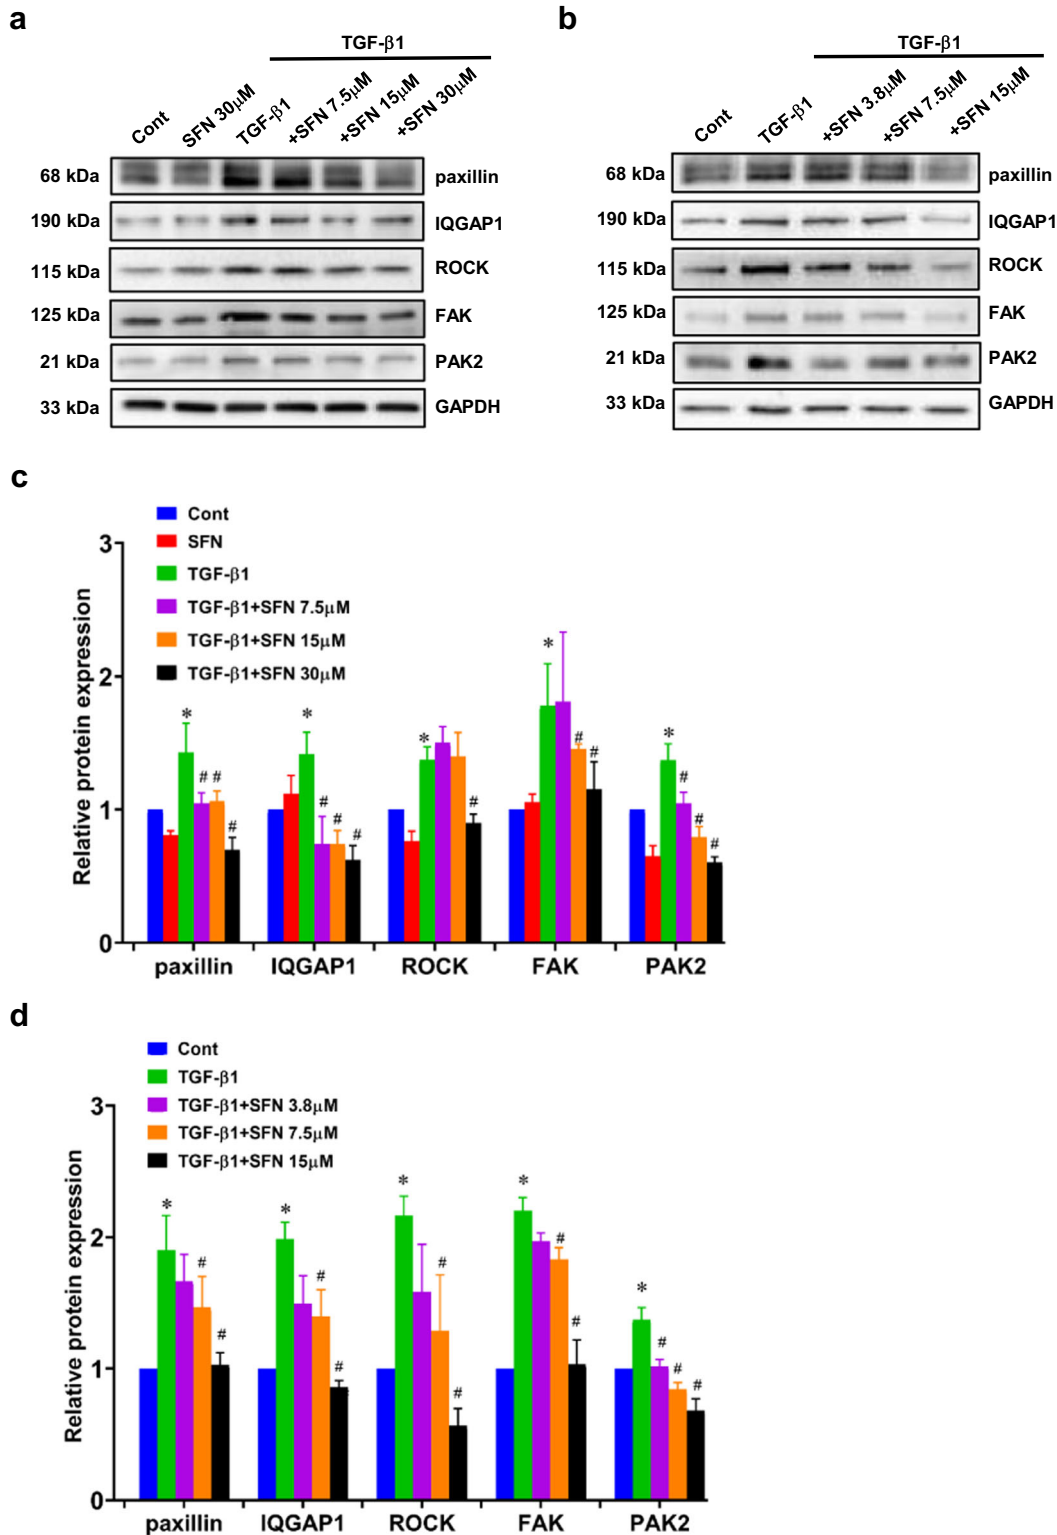 a
TGF-β1
Cont
SFN 30μM
TGF-β1
+SFN 7.5μM
+SFN 15μM
+SFN 30μM
68 kDa
paxillin
190 kDa
IQGAP1
115 kDa
ROCK
125 kDa
FAK
21 kDa
PAK2
33 kDa
GAPDH
b
TGF-β1
Cont
TGF-β1
+SFN 3.8μM
+SFN 7.5μM
+SFN 15μM
68 kDa
paxillin
190 kDa
IQGAP1
115 kDa
ROCK
125 kDa
FAK
21 kDa
PAK2
33 kDa
GAPDH
c
Cont
SFN
TGF-β1
TGF-β1+SFN 7.5μM
TGF-β1+SFN 15μM
TGF-β1+SFN 30μM
Relative protein expression
3
2
1
0
* # # #
* # # #
* #
* # #
* # # #
paxillin IQGAP1 ROCK FAK PAK2
d
Cont
TGF-β1
TGF-β1+SFN 3.8μM
TGF-β1+SFN 7.5μM
TGF-β1+SFN 15μM
Relative protein expression
3
2
1
0
* # #
* # #
* # #
* # #
* # # #
paxillin IQGAP1 ROCK FAK PAK2